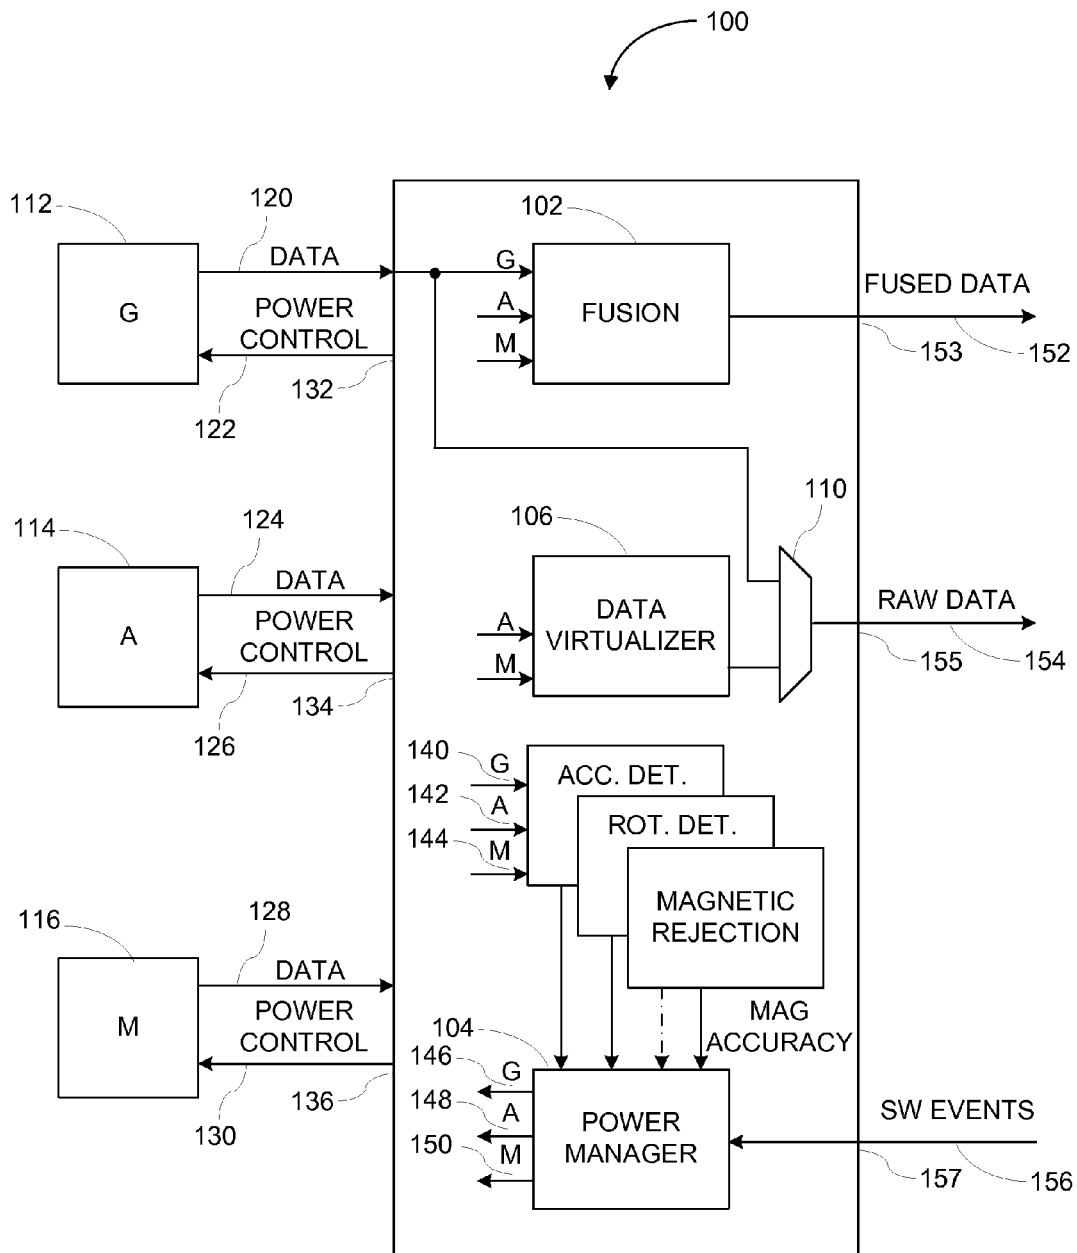 100
112
120
102
DATA
G
FUSED DATA
G
POWER
CONTROL
A
FUSION
M
132
153
152
122
110
114
124
106
DATA
RAW DATA
A
POWER
CONTROL
A
DATA
VIRTUALIZER
M
134
155
154
126
140
G
ACC. DET.
142
A
ROT. DET.
144
M
MAGNETIC
REJECTION
116
128
DATA
M
POWER
CONTROL
MAG
ACCURACY
104
146
G
136
148
A
POWER
MANAGER
SW EVENTS
130
150
M
157
156